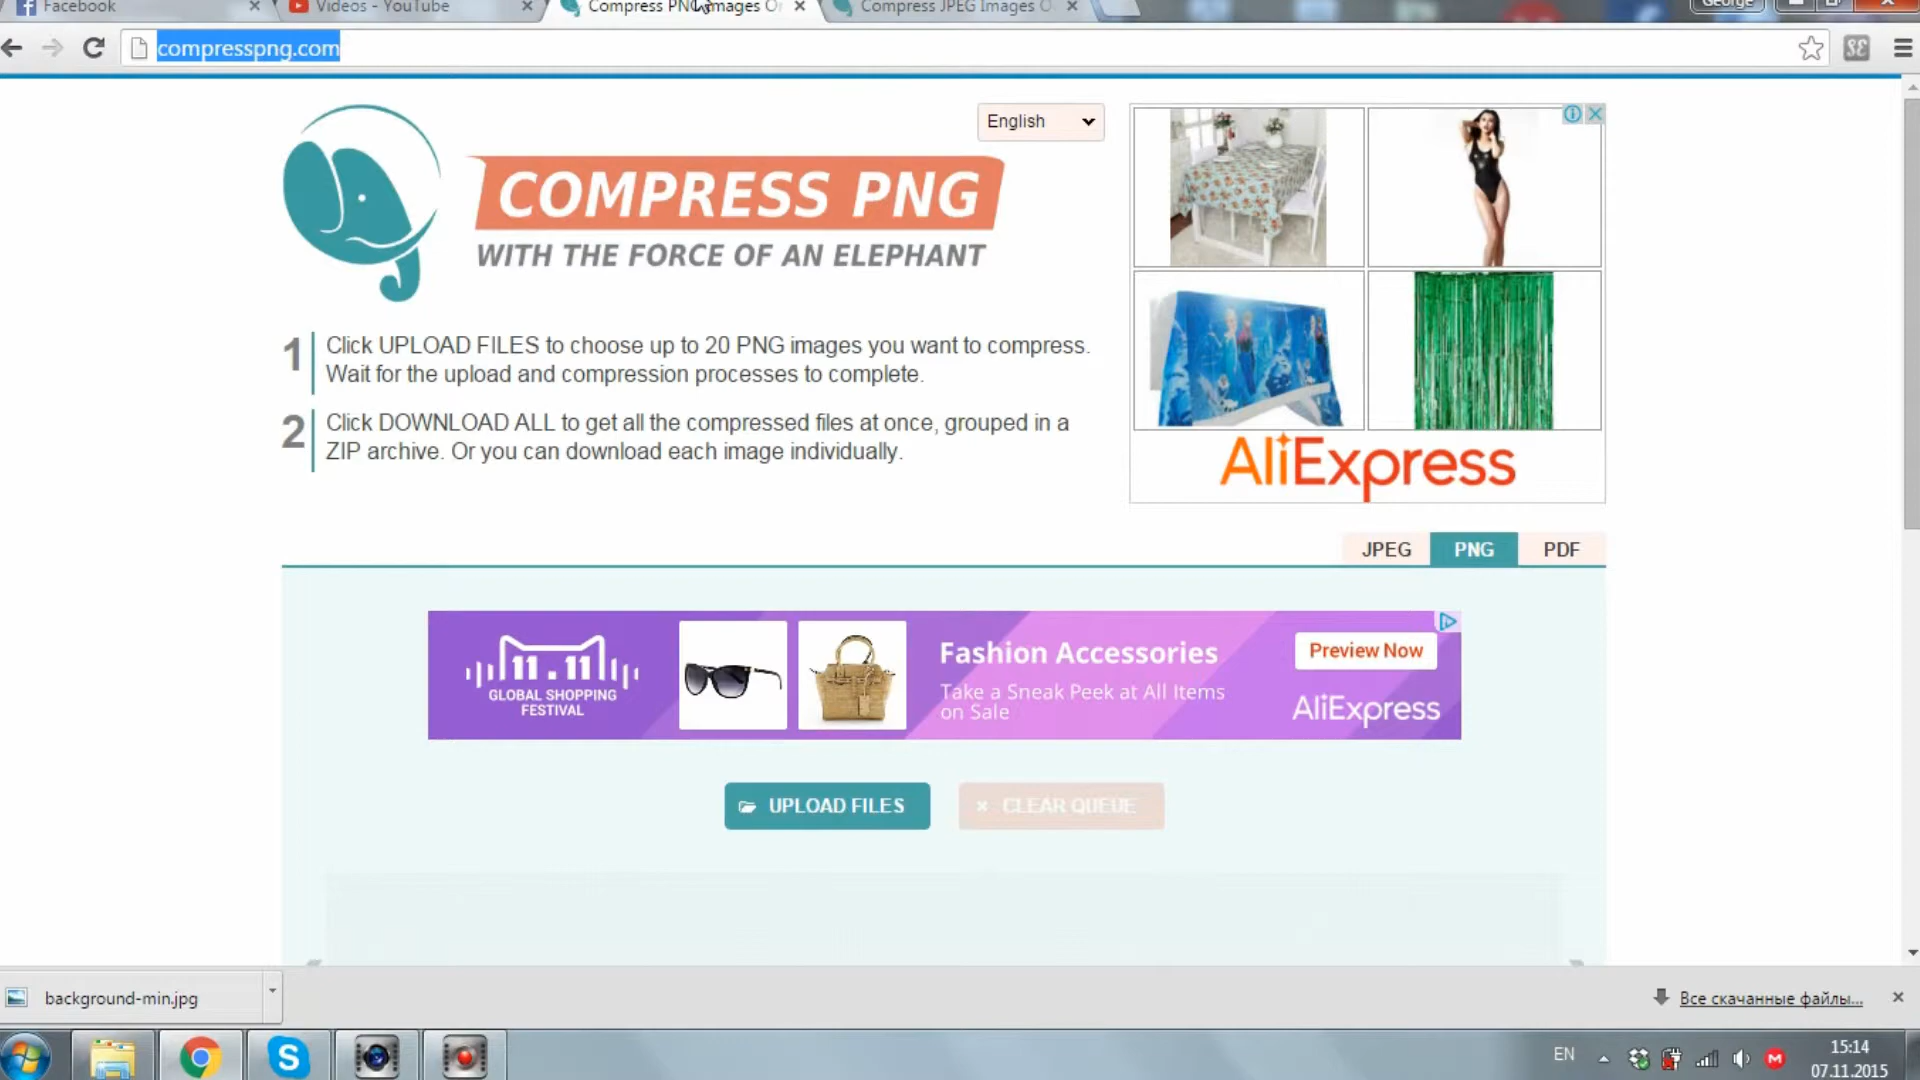 Facebook
Videos - YouTube
Compress PNG Images O
Compress JPEG Images O
George
compresspng.com
English
COMPRESS PNG
WITH THE FORCE OF AN ELEPHANT
1 Click UPLOAD FILES to choose up to 20 PNG images you want to compress.
Wait for the upload and compression processes to complete.
2 Click DOWNLOAD ALL to get all the compressed files at once, grouped in a
ZIP archive. Or you can download each image individually.
AliExpress
JPEG
PNG
PDF
11.11
GLOBAL SHOPPING
FESTIVAL
Fashion Accessories
Take a Sneak Peek at All Items
on Sale
Preview Now
AliExpress
UPLOAD FILES
CLEAR QUEUE
background-min.jpg
Все скачанные файлы...
EN
15:14
07.11.2015